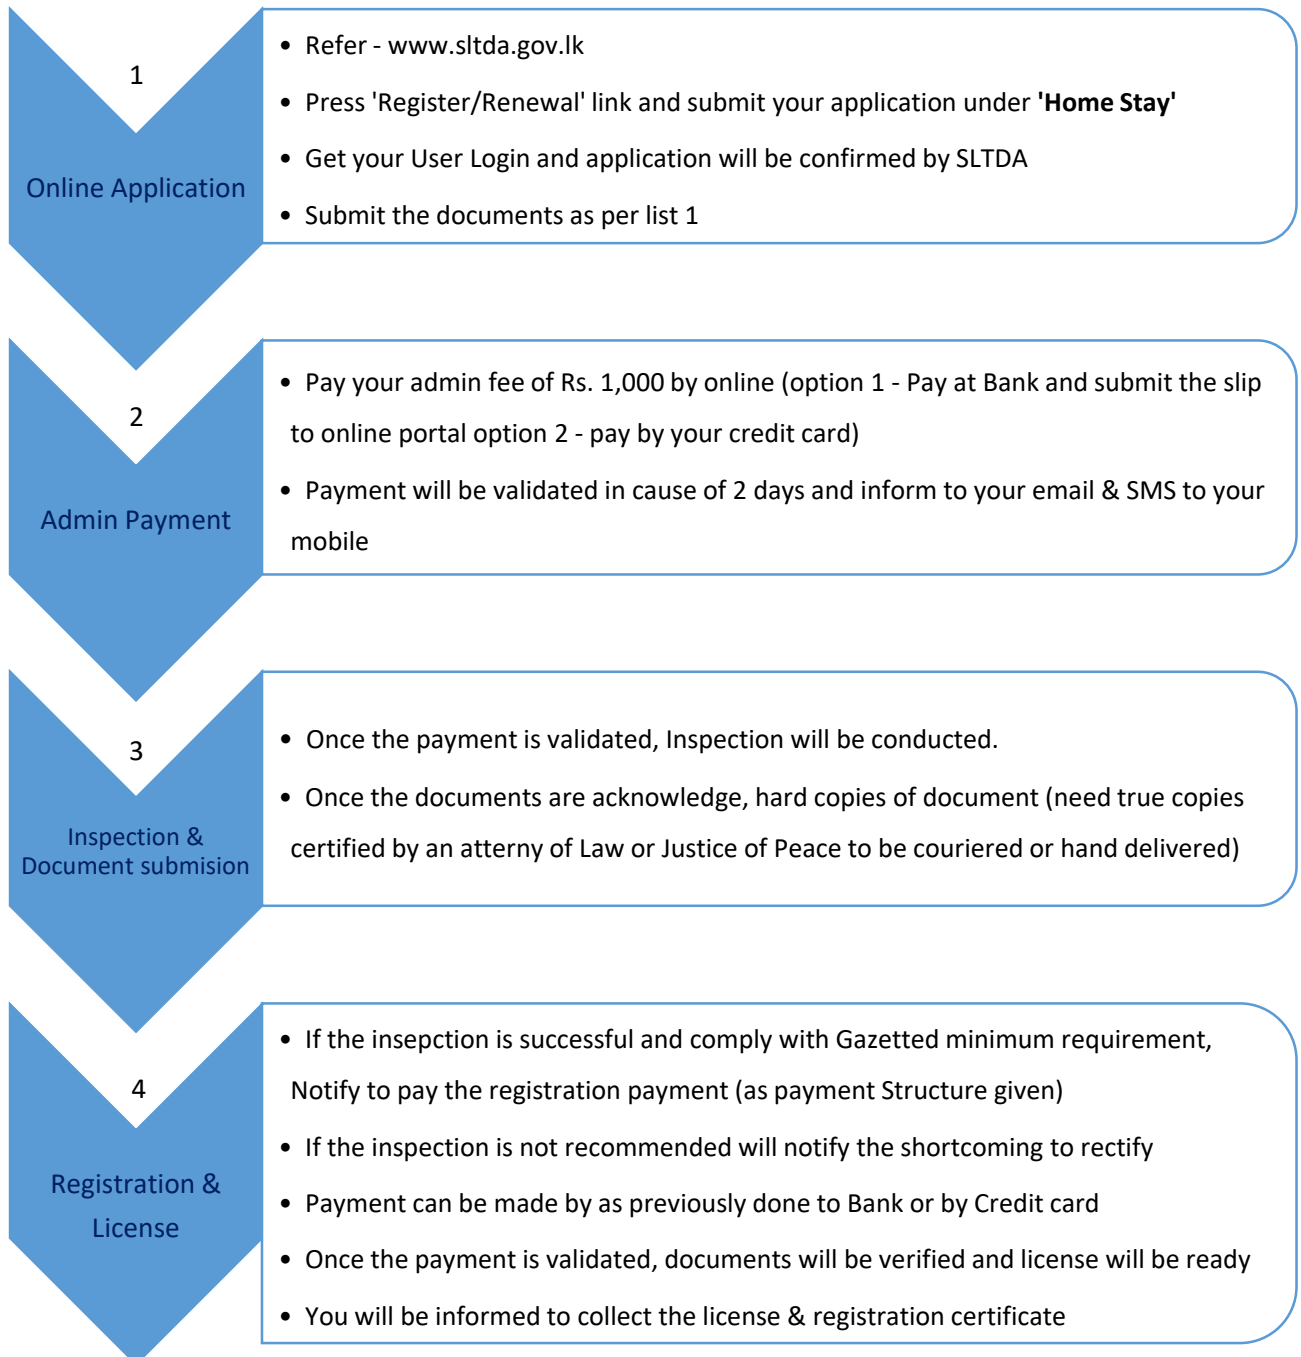 1
Online Application
• Refer - www.sltda.gov.lk
• Press 'Register/Renewal' link and submit your application under 'Home Stay'
• Get your User Login and application will be confirmed by SLTDA
• Submit the documents as per list 1
2
Admin Payment
• Pay your admin fee of Rs. 1,000 by online (option 1 - Pay at Bank and submit the slip
to online portal option 2 - pay by your credit card)
• Payment will be validated in cause of 2 days and inform to your email & SMS to your
mobile
3
Inspection &
Document submision
• Once the payment is validated, Inspection will be conducted.
• Once the documents are acknowledge, hard copies of document (need true copies
certified by an atterny of Law or Justice of Peace to be couriered or hand delivered)
4
Registration &
License
• If the insepction is successful and comply with Gazetted minimum requirement,
Notify to pay the registration payment (as payment Structure given)
• If the inspection is not recommended will notify the shortcoming to rectify
• Payment can be made by as previously done to Bank or by Credit card
• Once the payment is validated, documents will be verified and license will be ready
• You will be informed to collect the license & registration certificate